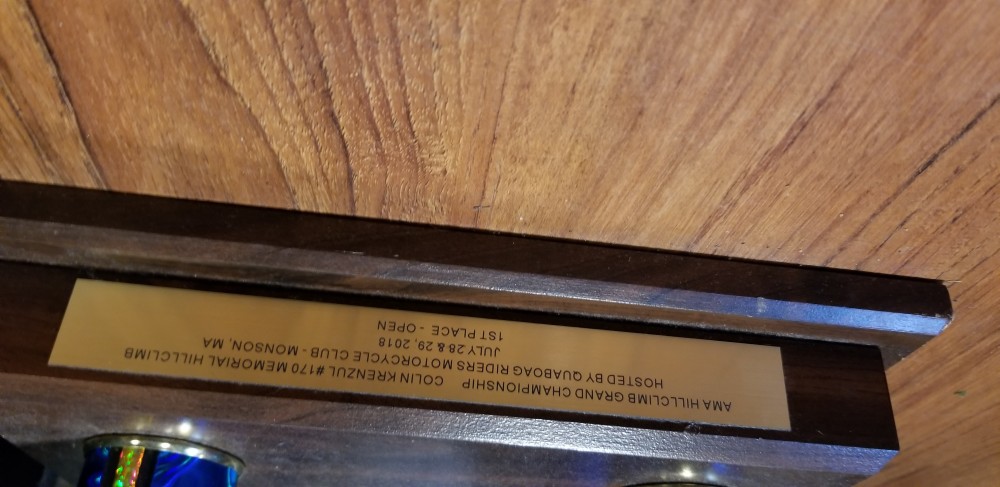 AMA HILLCLIMB GRAND CHAMPIONSHIP COLIN KRENZUL #170 MEMORIAL HILLCLIMB
HOSTED BY QUABOAG RIDERS MOTORCYCLE CLUB - MONSON, MA
JULY 28 & 29, 2018
1ST PLACE - OPEN